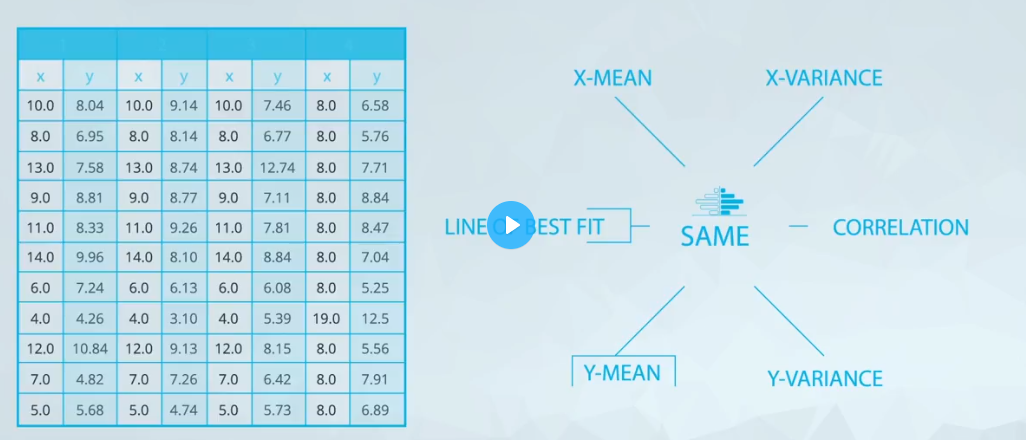 x y x y x y x y
10.0 8.04 10.0 9.14 10.0 7.46 8.0 6.58
8.0 6.95 8.0 8.14 8.0 6.77 8.0 5.76
13.0 7.58 13.0 8.74 13.0 12.74 8.0 7.71
9.0 8.81 9.0 8.77 9.0 7.11 8.0 8.84
11.0 8.33 11.0 9.26 11.0 7.81 8.0 8.47
14.0 9.96 14.0 8.10 14.0 8.84 8.0 7.04
6.0 7.24 6.0 6.13 6.0 6.08 8.0 5.25
4.0 4.26 4.0 3.10 4.0 5.39 19.0 12.5
12.0 10.84 12.0 9.13 12.0 8.15 8.0 5.56
7.0 4.82 7.0 7.26 7.0 6.42 8.0 7.91
5.0 5.68 5.0 4.74 5.0 5.73 8.0 6.89
X-MEAN X-VARIANCE
LINE OF BEST FIT SAME CORRELATION
Y-MEAN Y-VARIANCE